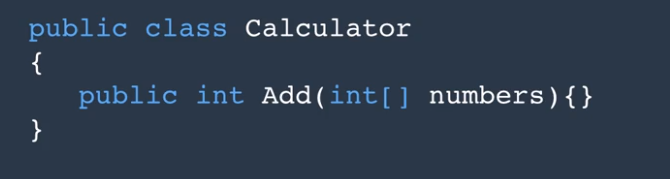 public class Calculator
{
public int Add(int[] numbers){}
}